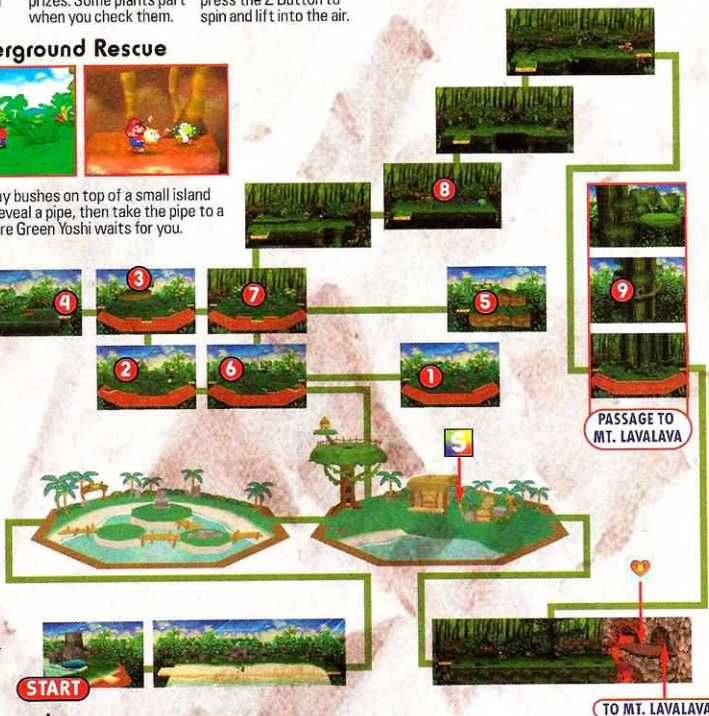 prizes. Some plants part
when you check them.
press the Z Button to
spin and lift into the air.
erground Rescue
ay bushes on top of a small island
eveal a pipe, then take the pipe to a
re Green Yoshi waits for you.
8
3
7
4
5
9
2
6
1
PASSAGE TO
MT. LAVALAVA
S
START
TO MT. LAVALAVA